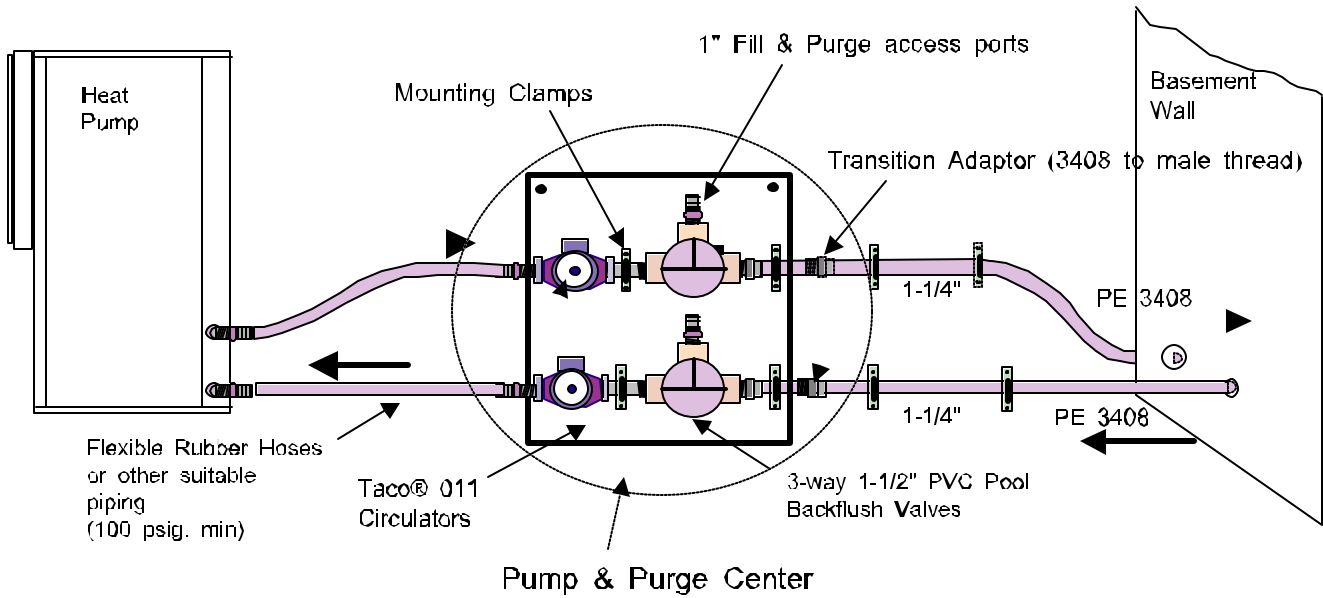 1" Fill & Purge access ports
Heat
Pump
Mounting Clamps
Basement
Wall
Transition Adaptor (3408 to male thread)
1-1/4"
PE 3408
1-1/4"
PE 3408
Flexible Rubber Hoses
or other suitable
piping
(100 psig. min)
Taco® 011
Circulators
3-way 1-1/2" PVC Pool
Backflush Valves
Pump & Purge Center